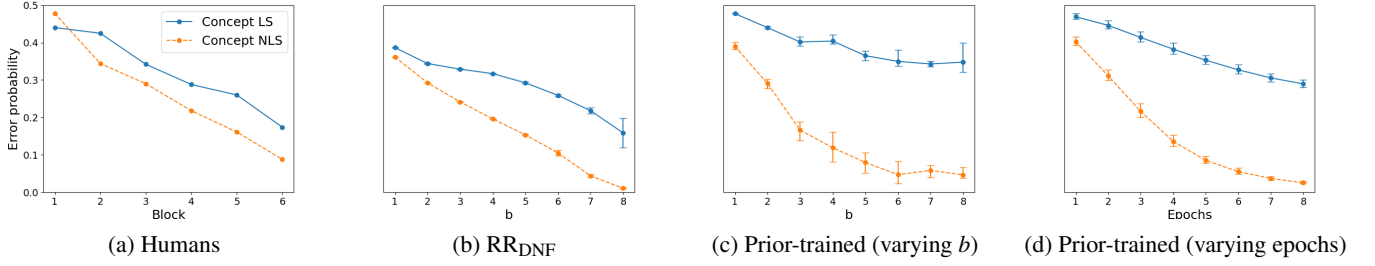 0.5
0.4
0.3
0.2
0.1
0.0
Error probability
Concept LS
Concept NLS
1 2 3 4 5 6
Block
(a) Humans
1 2 3 4 5 6 7 8
b
(b) RR_DNF
1 2 3 4 5 6 7 8
b
(c) Prior-trained (varying b)
1 2 3 4 5 6 7 8
Epochs
(d) Prior-trained (varying epochs)